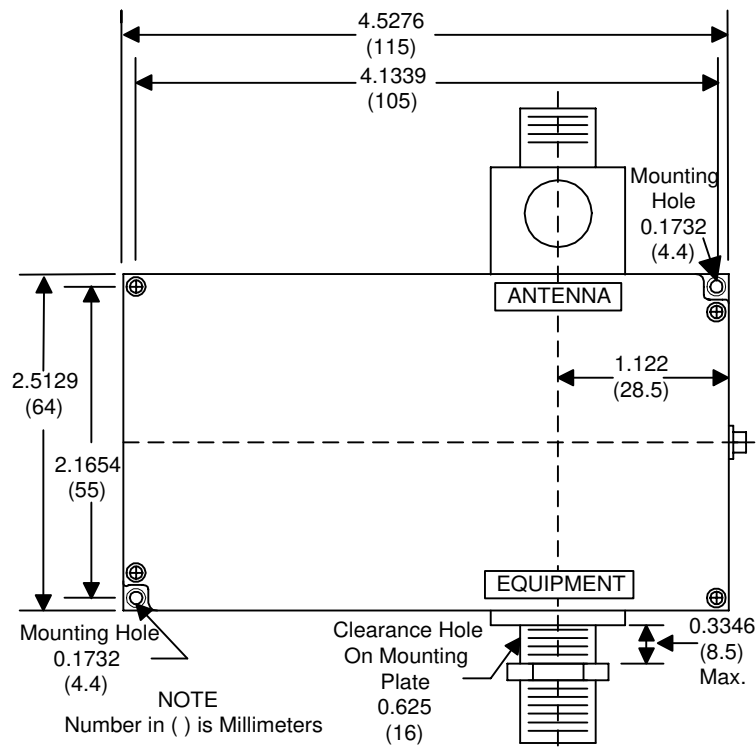 4.5276
(115)
4.1339
(105)
Mounting
Hole
0.1732
(4.4)
ANTENNA
1.122
(28.5)
2.5129
(64)
2.1654
(55)
EQUIPMENT
Mounting Hole
0.1732
(4.4)
Clearance Hole
On Mounting
Plate
0.625
(16)
0.3346
(8.5)
Max.
NOTE
Number in ( ) is Millimeters